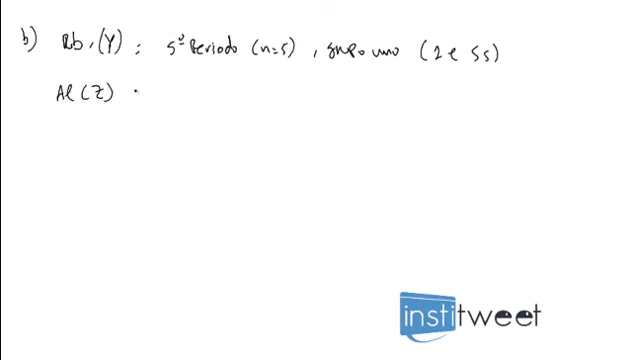 b) Rb, (Y) : 5º Periodo (n=5), grupo uno (1e 5s)
Al (Z) :
institweet